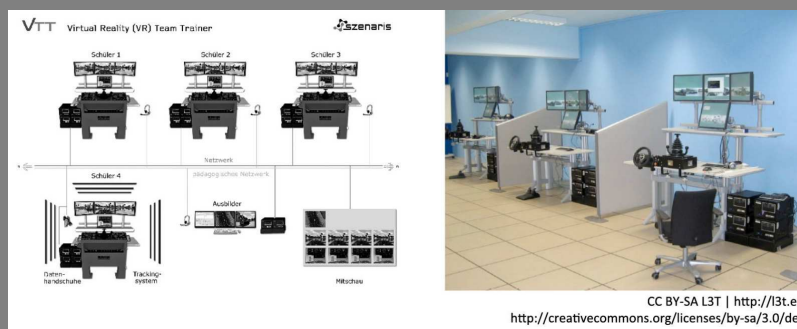 VTT Virtual Reality (VR) Team Trainer
szenaris
Schüler 1
Schüler 2
Schüler 3
Netzwerk
pädagogisches Netzwerk
Schüler 4
Ausbilder
Daten-
handschuhe
Tracking-
system
Mitschau
CC BY-SA L3T | http://l3t.e
http://creativecommons.org/licenses/by-sa/3.0/de